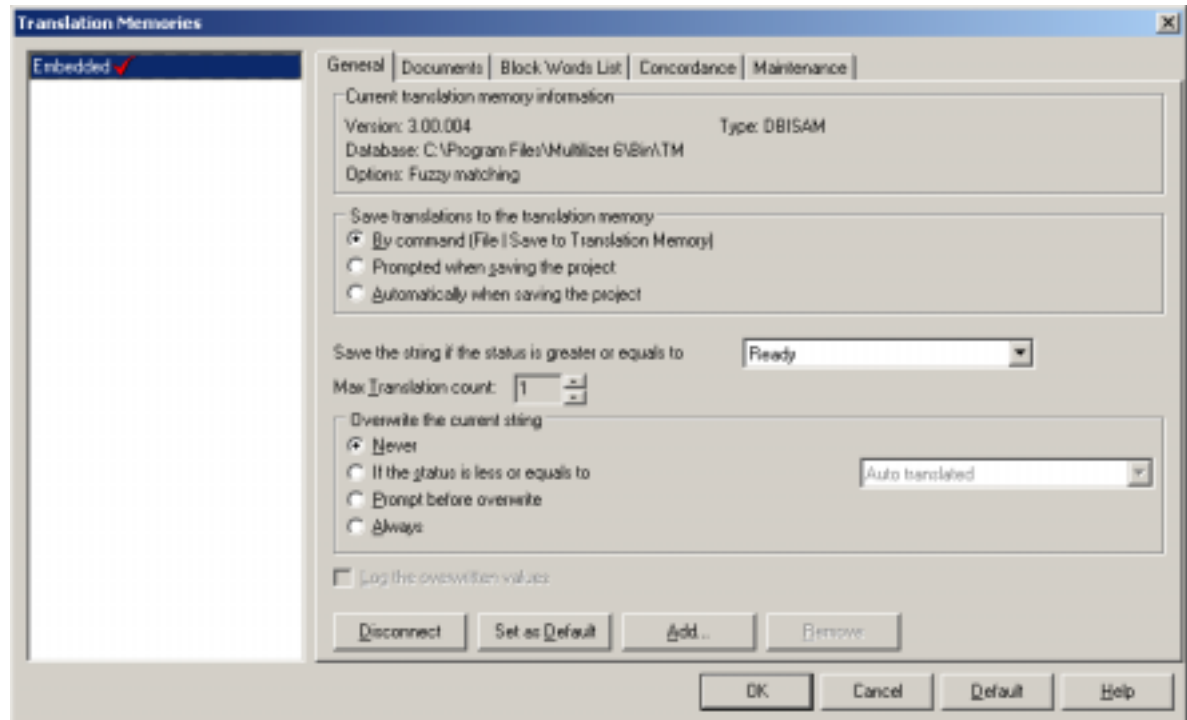 Translation Memories
Embedded
General Documents Block Words List Concordance Maintenance
Current translation memory information
Version: 3.00.004 Type: DBISAM
Database: C:\Program Files\Multilizer 6\Bin\TM
Options: Fuzzy matching
Save translations to the translation memory
By command (File | Save to Translation Memory)
Prompted when saving the project
Automatically when saving the project
Save the string if the status is greater or equals to Ready
Max Translation count: 1
Overwrite the current string
Never
If the status is less or equals to Auto translated
Prompt before overwrite
Always
Log the overwritten values
Disconnect Set as Default Add... Remove
OK Cancel Default Help